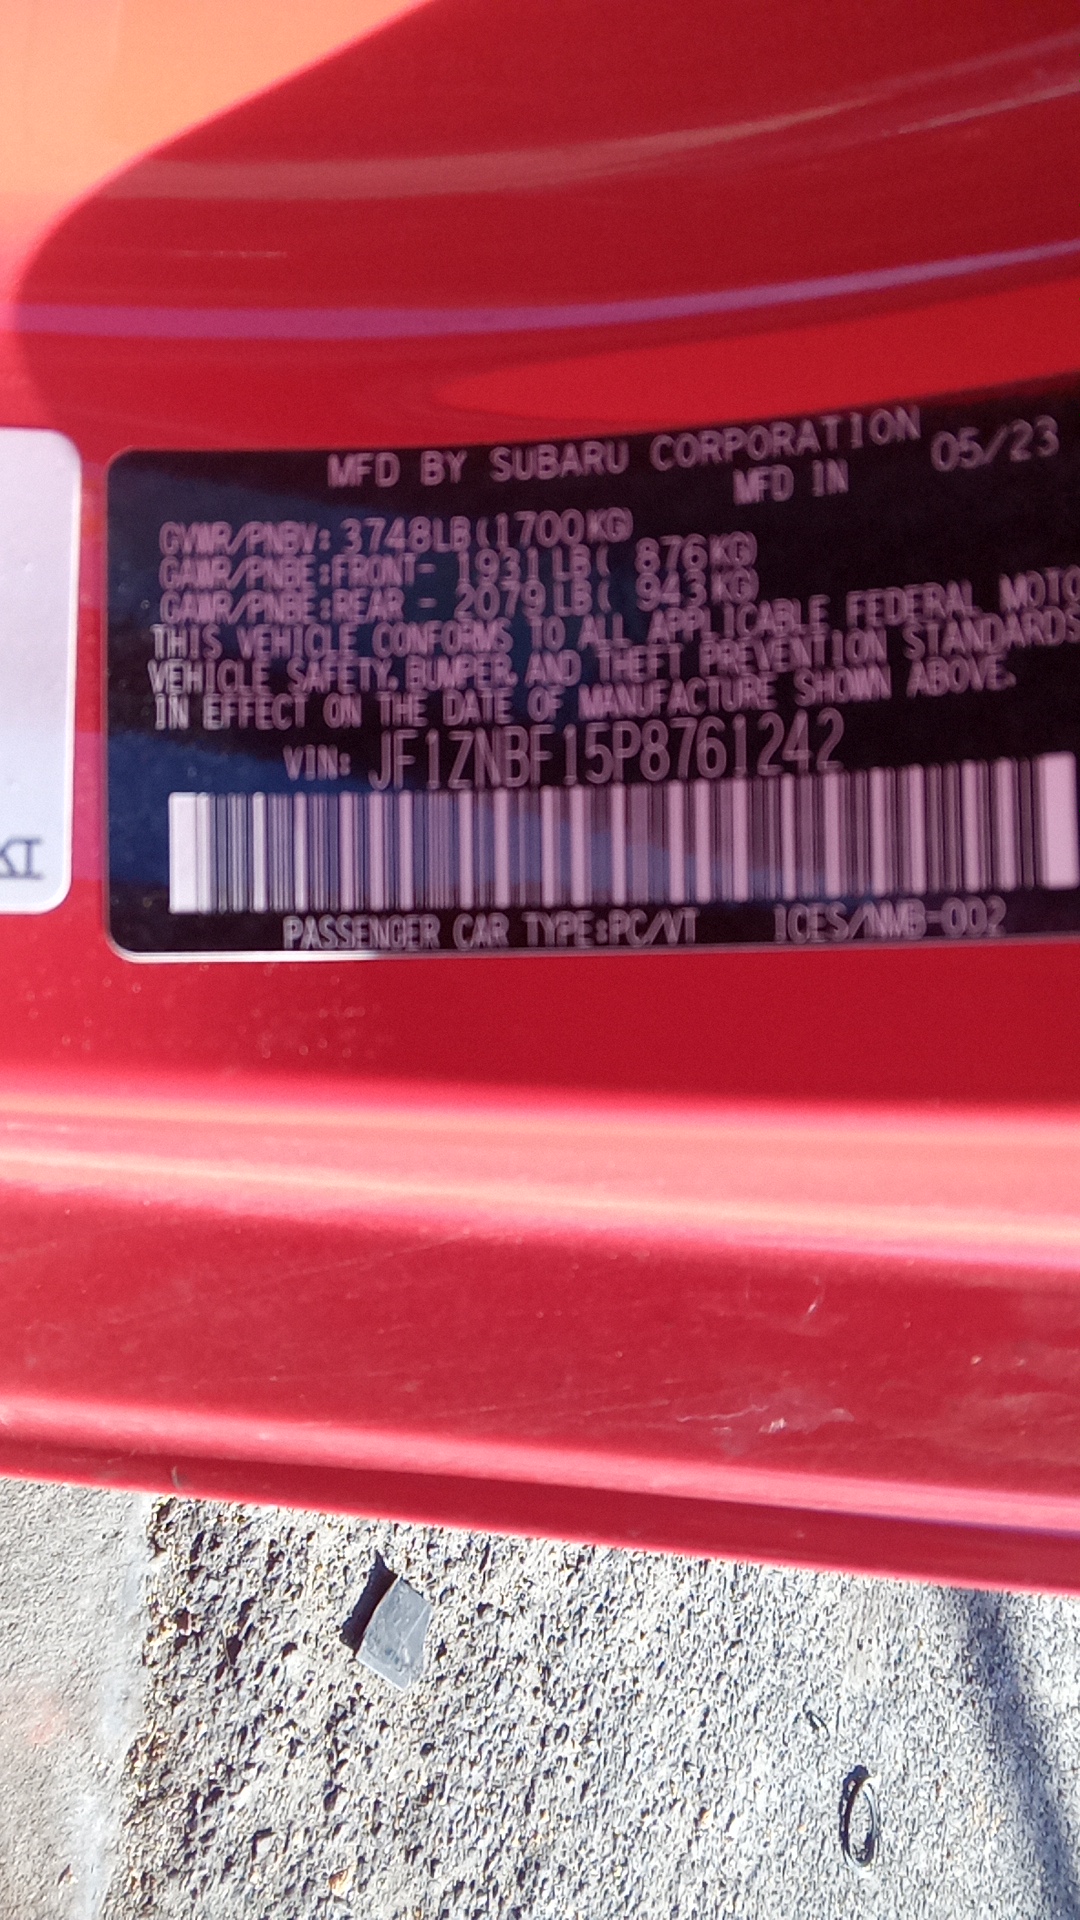 MFD BY SUBARU CORPORATION 05/23
MFD IN
GVWR/PNBV: 3748LB(1700KG)
GAWR/PNBE:FRONT- 1931LB( 876KG)
GAWR/PNBE:REAR - 2079LB( 943KG)
THIS VEHICLE CONFORMS TO ALL APPLICABLE FEDERAL MOTO
VEHICLE SAFETY, BUMPER, AND THEFT PREVENTION STANDARDS
IN EFFECT ON THE DATE OF MANUFACTURE SHOWN ABOVE.
VIN: JF1ZNBF15P8761242
PASSENGER CAR TYPE:PC/VT ICES/NMB-002